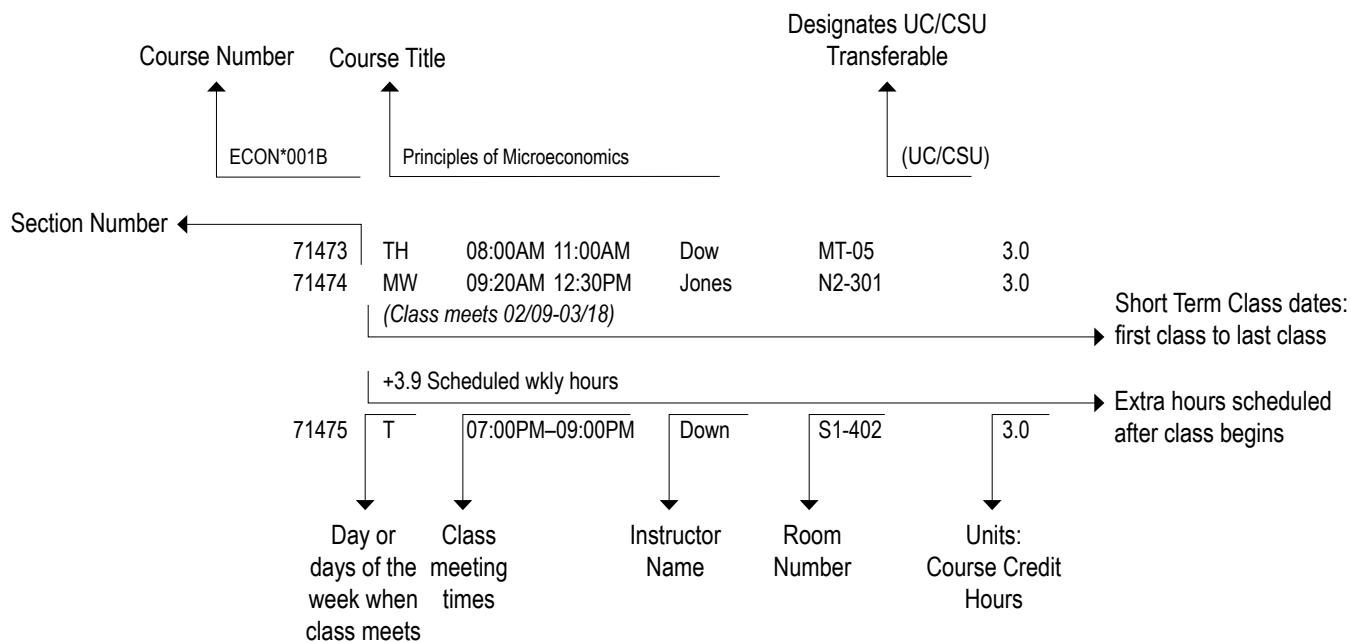 Designates UC/CSU
Transferable
Course Number Course Title
ECON*001B Principles of Microeconomics (UC/CSU)
Section Number
71473 TH 08:00AM 11:00AM Dow MT-05 3.0
71474 MW 09:20AM 12:30PM Jones N2-301 3.0
(Class meets 02/09-03/18)
Short Term Class dates:
first class to last class
+3.9 Scheduled wkly hours
Extra hours scheduled
after class begins
71475 T 07:00PM–09:00PM Down S1-402 3.0
Day or
days of the
week when
class meets
Class
meeting
times
Instructor
Name
Room
Number
Units:
Course Credit
Hours